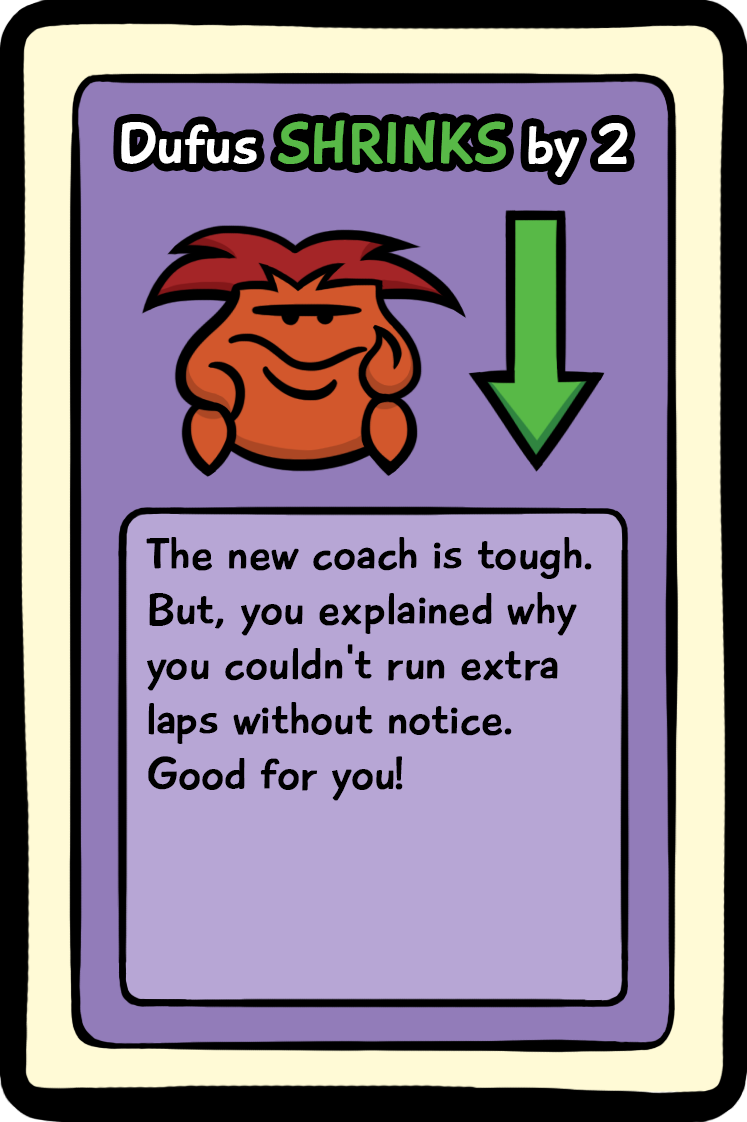 Dufus SHRINKS by 2
The new coach is tough.
But, you explained why
you couldn't run extra
laps without notice.
Good for you!